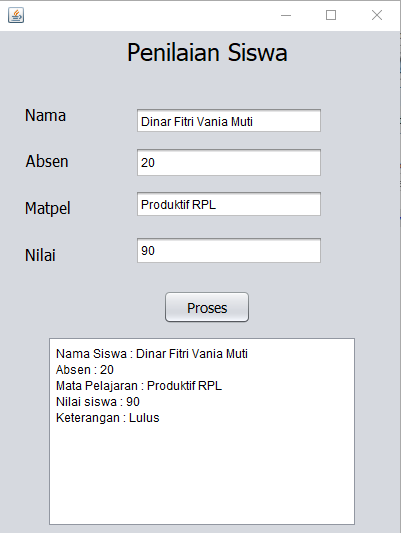 Penilaian Siswa
Nama
Dinar Fitri Vania Muti
Absen
20
Matpel
Produktif RPL
Nilai
90
Proses
Nama Siswa : Dinar Fitri Vania Muti
Absen : 20
Mata Pelajaran : Produktif RPL
Nilai siswa : 90
Keterangan : Lulus